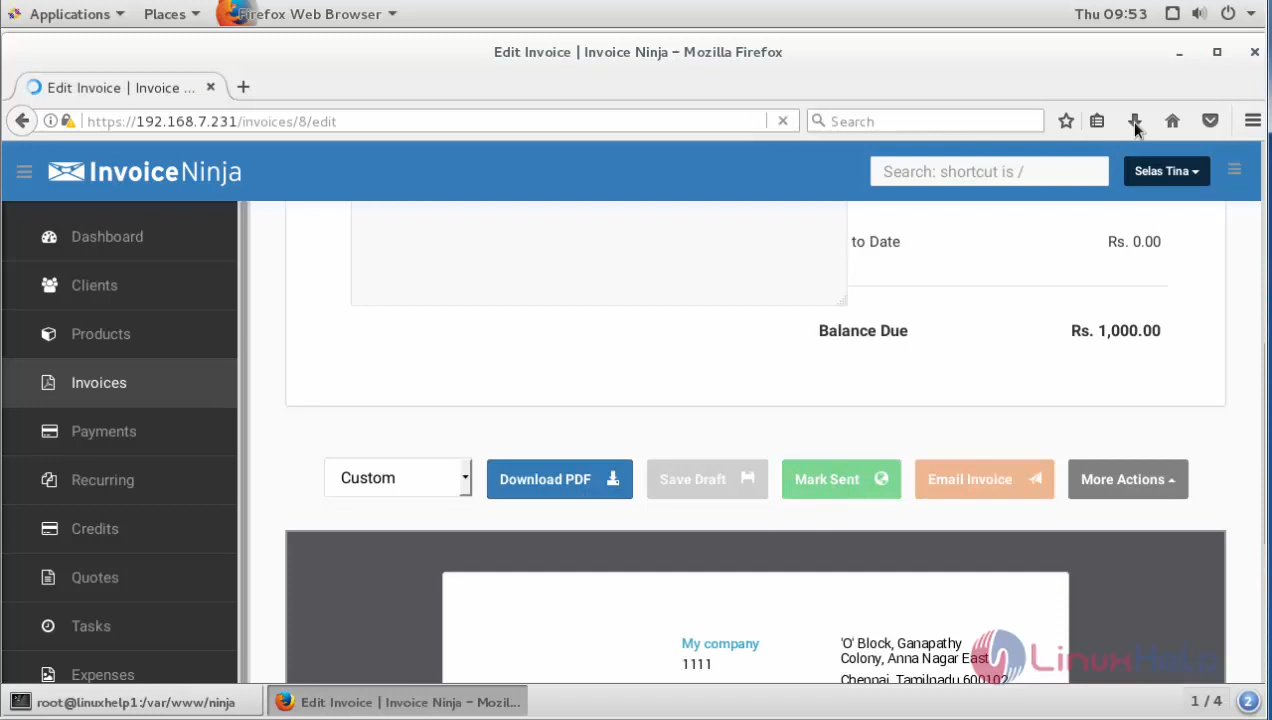 Applications Places Firefox Web Browser Thu 09:53
Edit Invoice | Invoice Ninja – Mozilla Firefox
Edit Invoice | Invoice ...
https://192.168.7.231/invoices/8/edit Search
InvoiceNinja Search: shortcut is / Selas Tina
Dashboard
Clients
Products
Invoices
Payments
Recurring
Credits
Quotes
Tasks
Expenses
to Date Rs. 0.00
Balance Due Rs. 1,000.00
Custom Download PDF Save Draft Mark Sent Email Invoice More Actions
My company
1111
'O' Block, Ganapathy
Colony, Anna Nagar East
Chennai, Tamilnadu 600102
LinuxHelp
root@linuxhelp1:/var/www/ninja Edit Invoice | Invoice Ninja – Mozil... 1 / 4 2